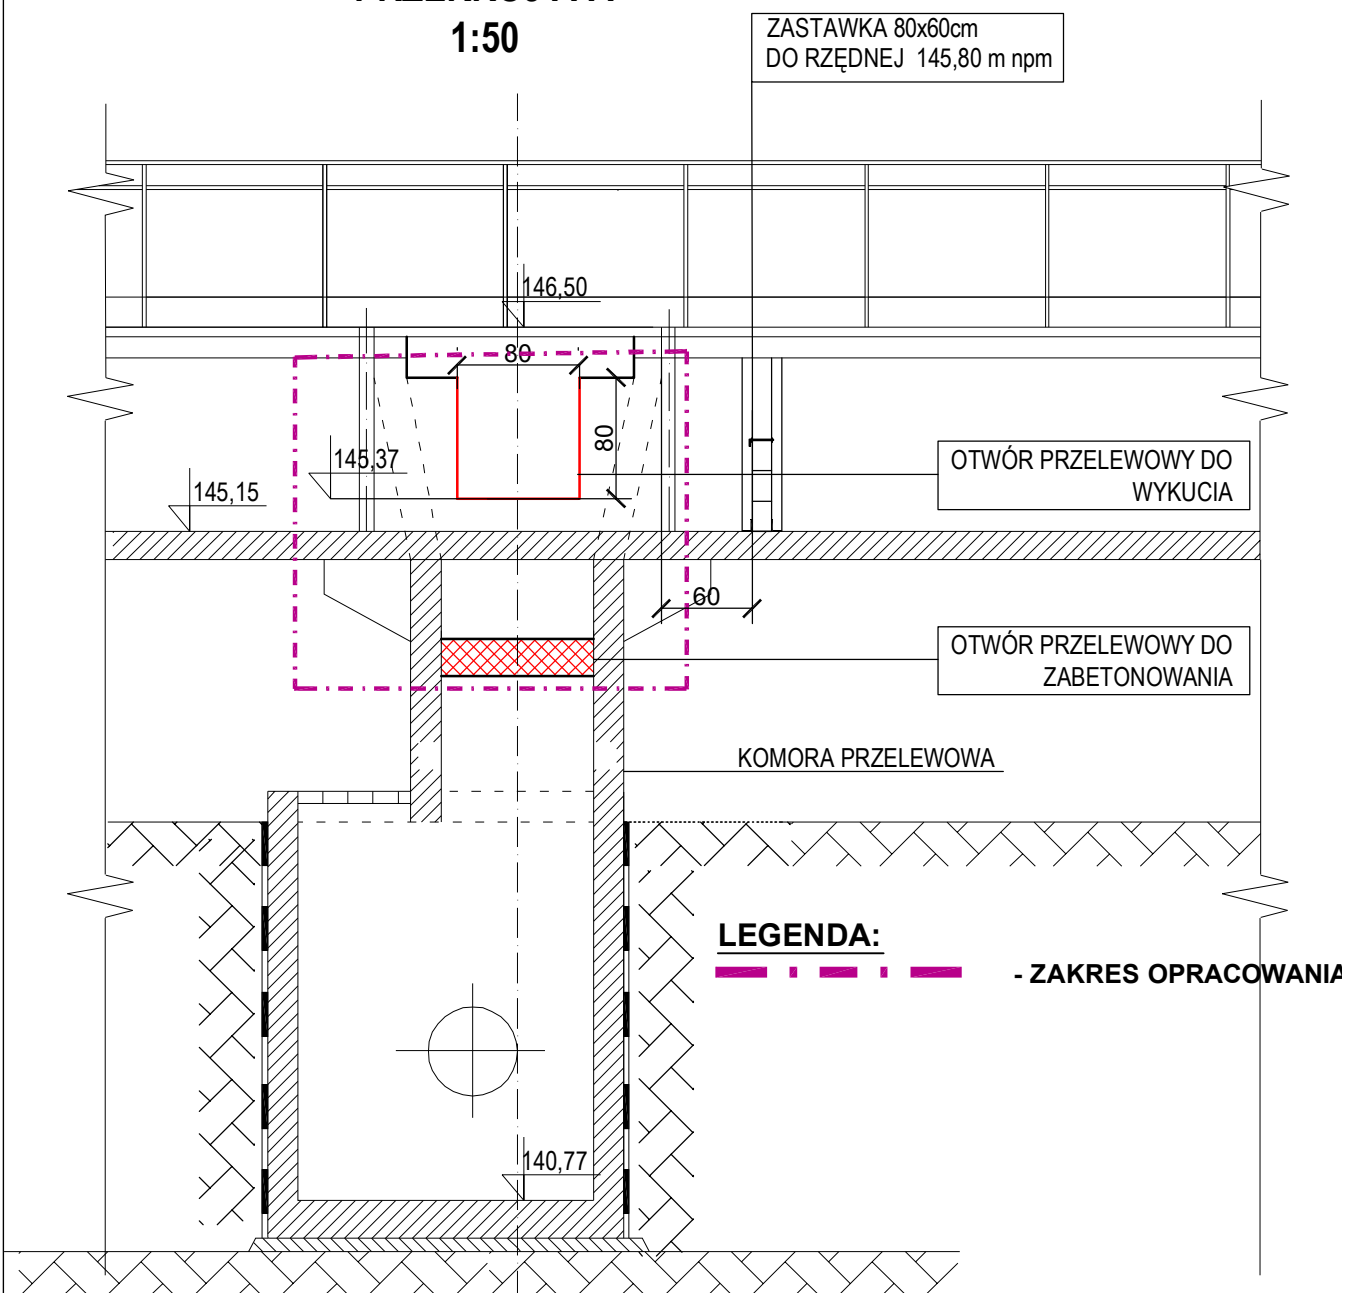 1:50
ZASTAWKA 80x60cm
DO RZĘDNEJ 145,80 m npm
146,50
80
80
145,37
145,15
OTWÓR PRZELEWOWY DO
WYKUCIA
60
OTWÓR PRZELEWOWY DO
ZABETONOWANIA
KOMORA PRZELEWOWA
LEGENDA:
- ZAKRES OPRACOWANIA
140,77